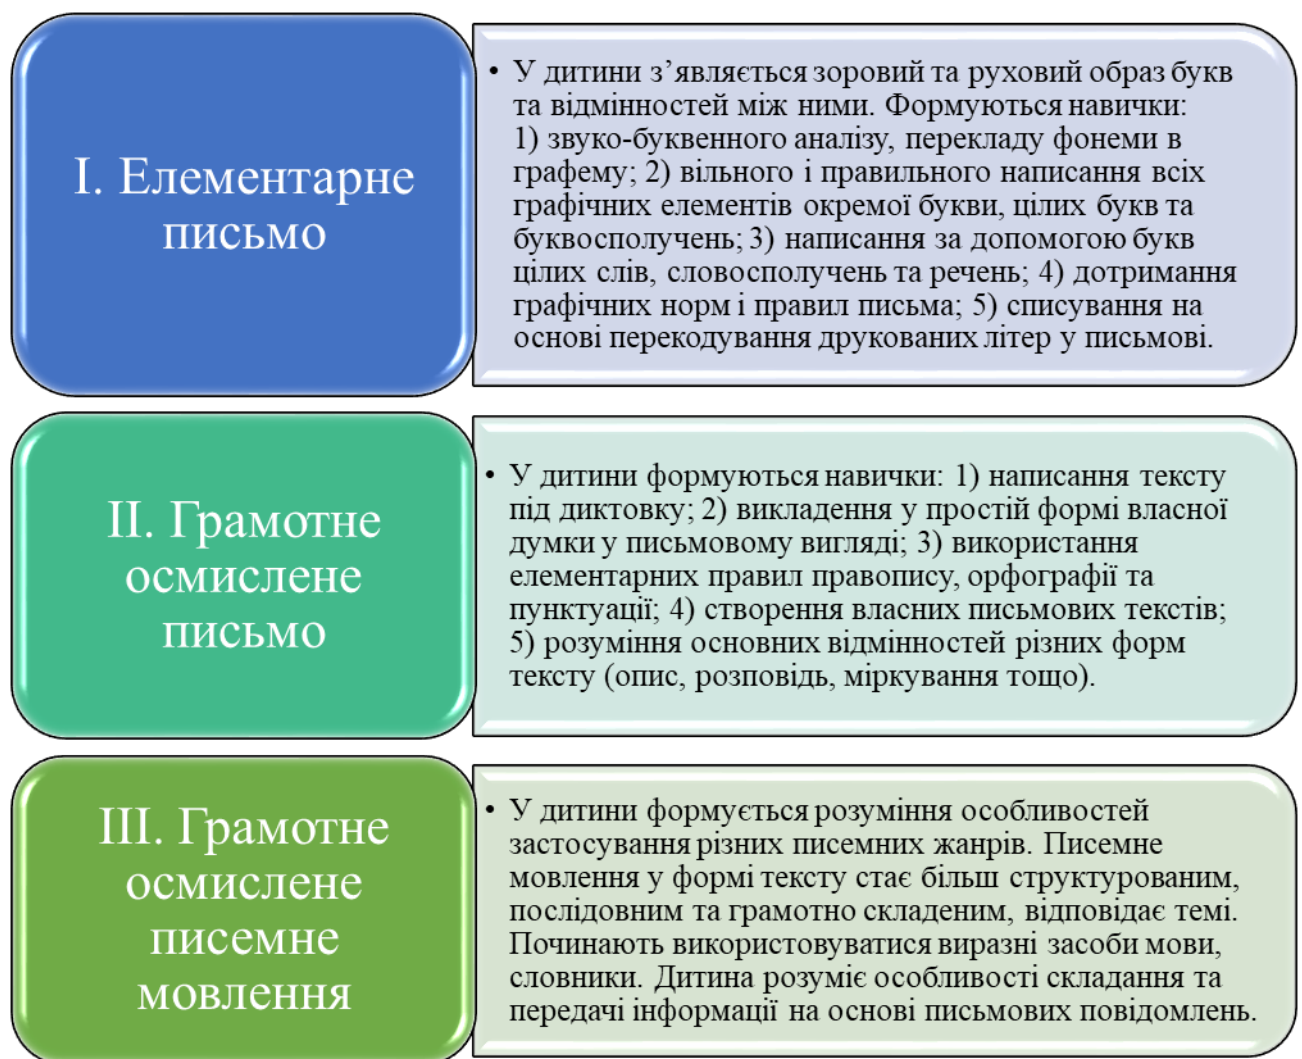 І. Елементарне
письмо
• У дитини з’являється зоровий та руховий образ букв
та відмінностей між ними. Формуються навички:
1) звуко-буквенного аналізу, перекладу фонеми в
графему; 2) вільного і правильного написання всіх
графічних елементів окремої букви, цілих букв та
буквосполучень; 3) написання за допомогою букв
цілих слів, словосполучень та речень; 4) дотримання
графічних норм і правил письма; 5) списування на
основі перекодування друкованих літер у письмові.
ІІ. Грамотне
осмислене
письмо
• У дитини формуються навички: 1) написання тексту
під диктовку; 2) викладення у простій формі власної
думки у письмовому вигляді; 3) використання
елементарних правил правопису, орфографії та
пунктуації; 4) створення власних письмових текстів;
5) розуміння основних відмінностей різних форм
тексту (опис, розповідь, міркування тощо).
ІІІ. Грамотне
осмислене
писемне
мовлення
• У дитини формується розуміння особливостей
застосування різних писемних жанрів. Писемне
мовлення у формі тексту стає більш структурованим,
послідовним та грамотно складеним, відповідає темі.
Починають використовуватися виразні засоби мови,
словники. Дитина розуміє особливості складання та
передачі інформації на основі письмових повідомлень.